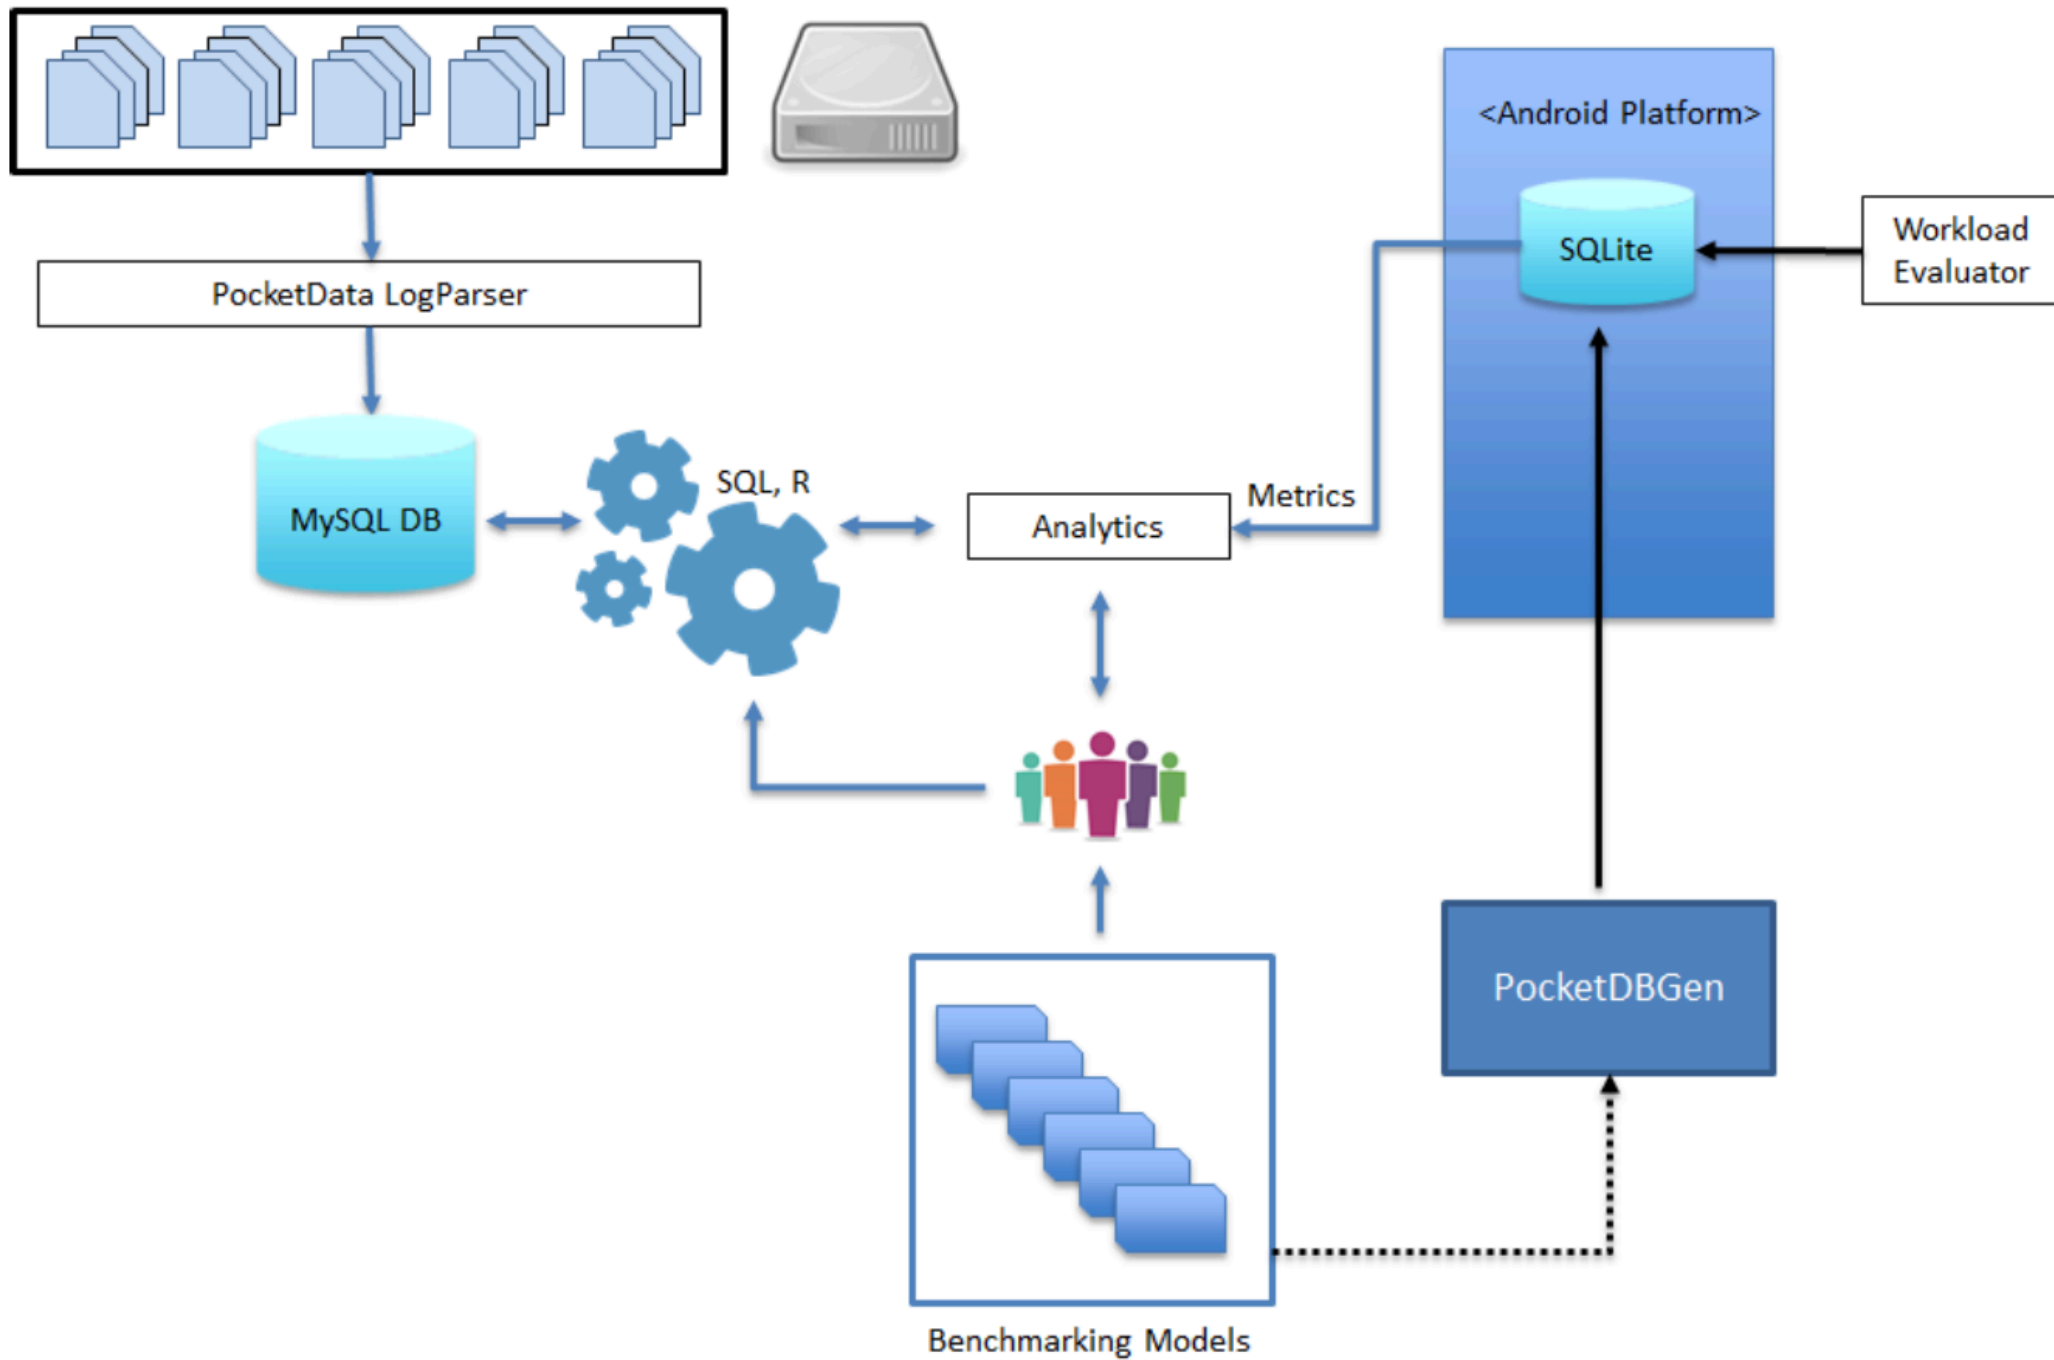 <Android Platform>
SQLite
Workload
Evaluator
PocketData LogParser
SQL, R
Metrics
MySQL DB
Analytics
PocketDBGen
Benchmarking Models